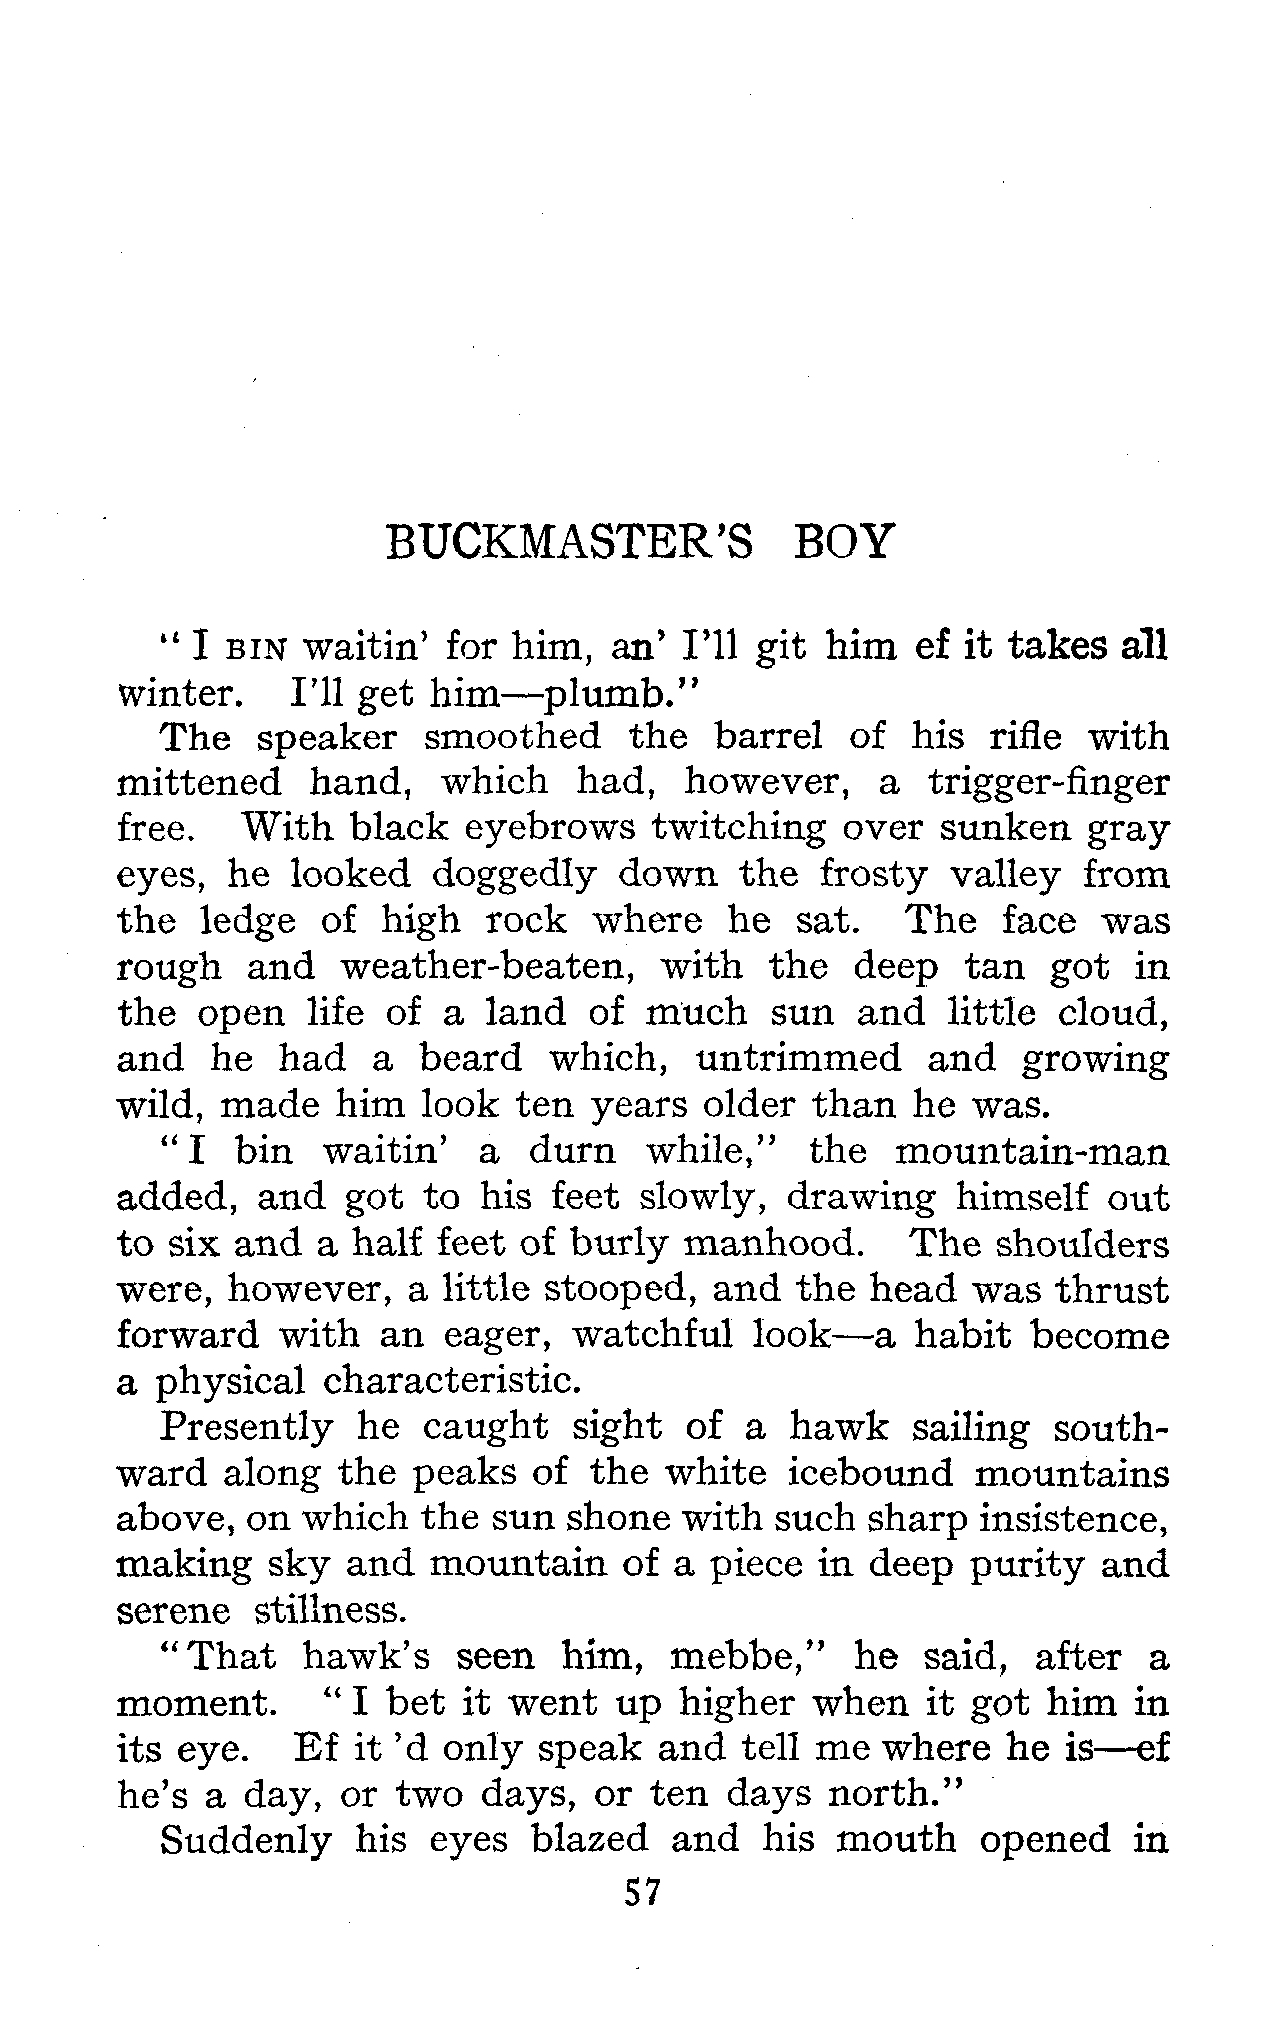 BUCKMASTER'S BOY
"I BIN waitin' for him, an' I'll git him ef it takes all
winter. I'll get him—plumb."
The speaker smoothed the barrel of his rifle with
mittened hand, which had, however, a trigger-finger
free. With black eyebrows twitching over sunken gray
eyes, he looked doggedly down the frosty valley from
the ledge of high rock where he sat. The face was
rough and weather-beaten, with the deep tan got in
the open life of a land of much sun and little cloud,
and he had a beard which, untrimmed and growing
wild, made him look ten years older than he was.
"I bin waitin' a durn while," the mountain-man
added, and got to his feet slowly, drawing himself out
to six and a half feet of burly manhood. The shoulders
were, however, a little stooped, and the head was thrust
forward with an eager, watchful look—a habit become
a physical characteristic.
Presently he caught sight of a hawk sailing south-
ward along the peaks of the white icebound mountains
above, on which the sun shone with such sharp insistence,
making sky and mountain of a piece in deep purity and
serene stillness.
"That hawk's seen him, mebbe," he said, after a
moment. "I bet it went up higher when it got him in
its eye. Ef it 'd only speak and tell me where he is—ef
he's a day, or two days, or ten days north."
Suddenly his eyes blazed and his mouth opened in
57